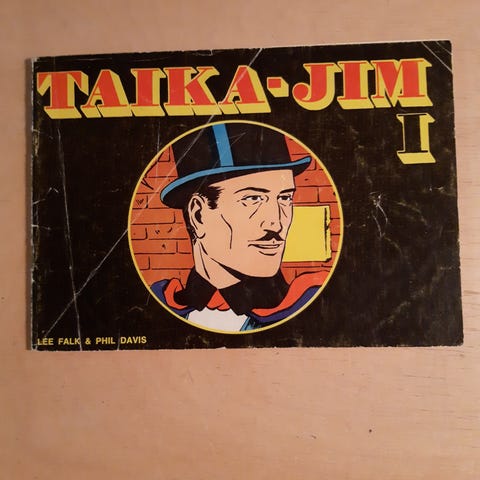 TAIKA-JIM
I
LEE FALK & PHIL DAVIS